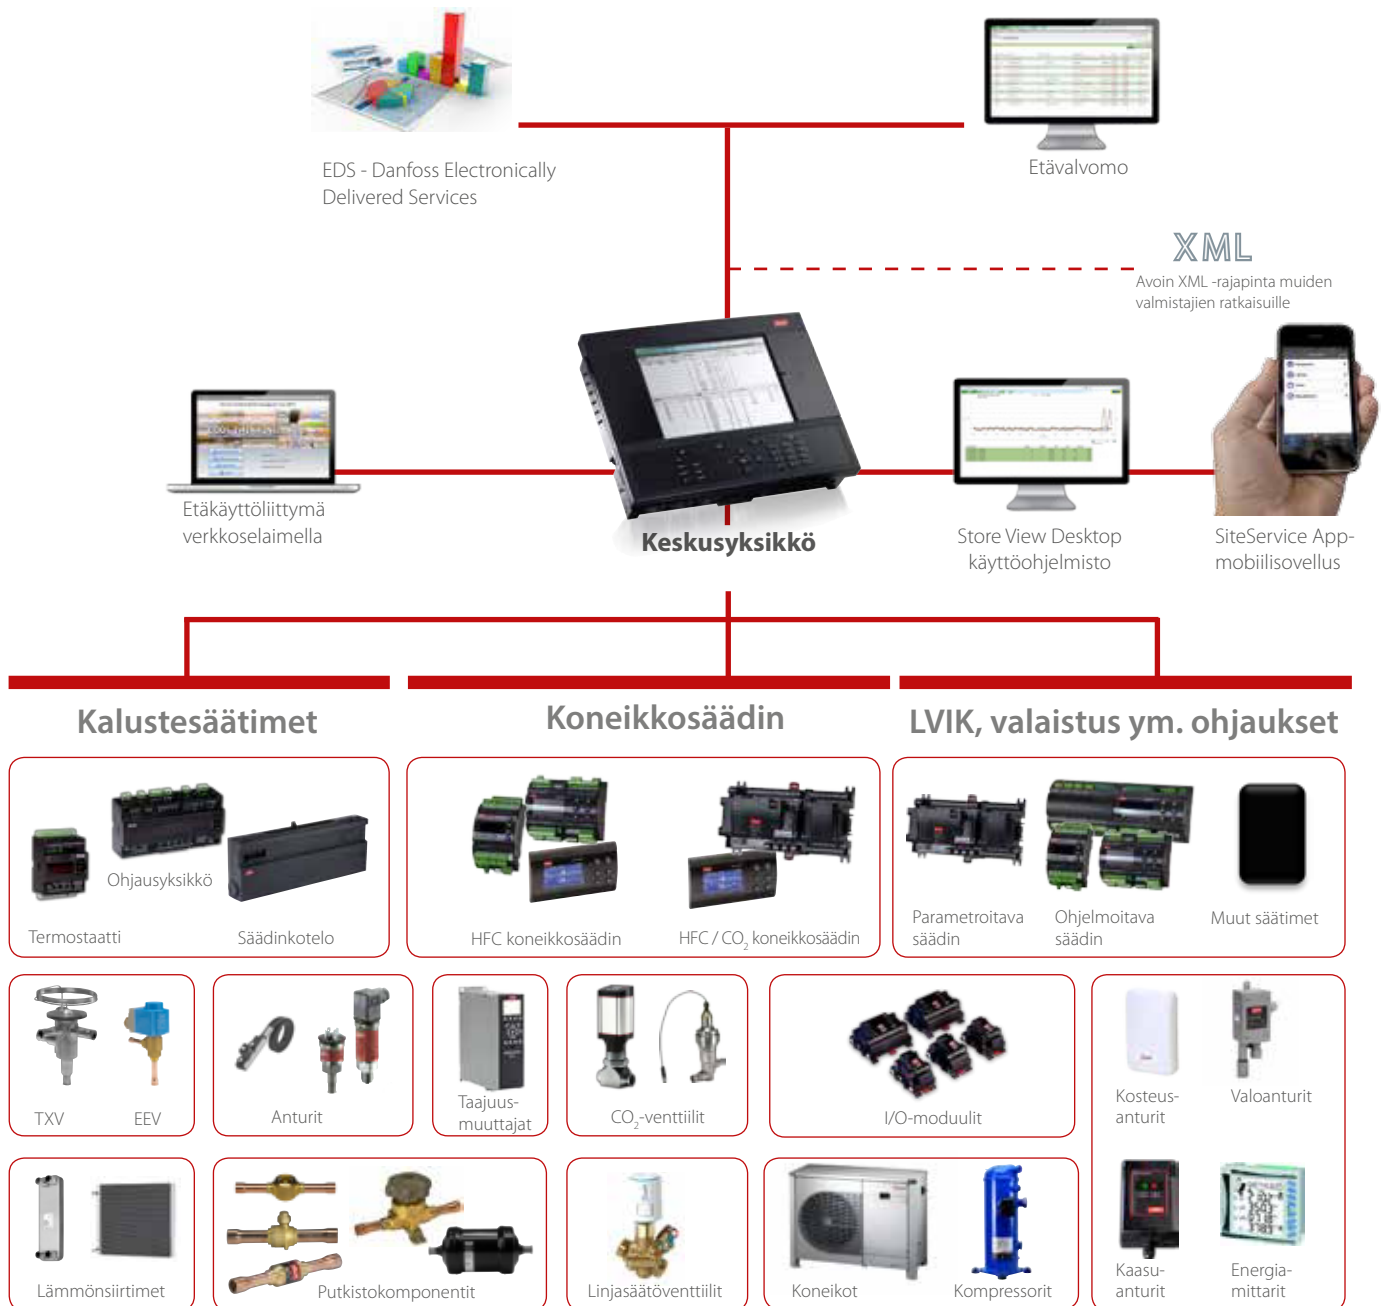 EDS - Danfoss Electronically
Delivered Services
Etävalvomo
XML
Avoin XML -rajapinta muiden
valmistajien ratkaisuille
Etäkäyttöliittymä
verkkoselaimella
Keskusyksikkö
Store View Desktop
käyttöohjelmisto
SiteService App-
mobiilisovellus
Kalustesäätimet
Koneikkosäädin
LVIK, valaistus ym. ohjaukset
Ohjausyksikkö
Termostaatti
Säädinkotelo
HFC koneikkosäädin
HFC / CO₂ koneikkosäädin
Parametroitava
säädin
Ohjelmoitava
säädin
Muut säätimet
TXV
EEV
Anturit
Taajuus-
muuttajat
CO₂-venttiilit
I/O-moduulit
Kosteus-
anturit
Valoanturit
Lämmönsiirtimet
Putkistokomponentit
Linjasäätöventtiilit
Koneikot
Kompressorit
Kaasu-
anturit
Energia-
mittarit